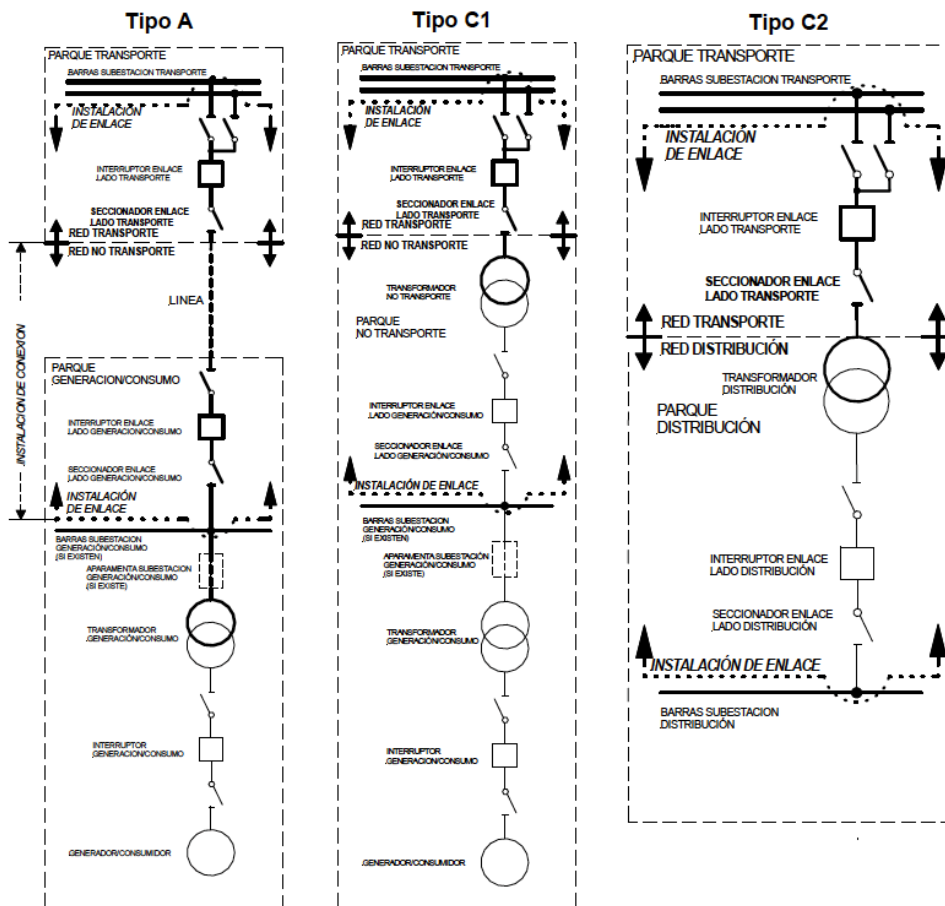 Tipo A
PARQUE TRANSPORTE
BARRAS SUBESTACION TRANSPORTE
INSTALACIÓN
DE ENLACE
INTERRUPTOR ENLACE
LADO TRANSPORTE
SECCIONADOR ENLACE
LADO TRANSPORTE
RED TRANSPORTE
RED NO TRANSPORTE
LINEA
INSTALACION DE CONEXION
PARQUE
GENERACION/CONSUMO
INTERRUPTOR ENLACE
LADO GENERACION/CONSUMO
SECCIONADOR ENLACE
LADO GENERACION/CONSUMO
INSTALACIÓN
DE ENLACE
BARRAS SUBESTACION
GENERACIÓN/CONSUMO
(SI EXISTEN)
APARAMENTA SUBESTACIÓN
GENERACIÓN/CONSUMO
(SI EXISTE)
TRANSFORMADOR
GENERACIÓN/CONSUMO
INTERRUPTOR
GENERACION/CONSUMO
GENERADOR/CONSUMIDOR
Tipo C1
PARQUE TRANSPORTE
BARRAS SUBESTACION TRANSPORTE
INSTALACIÓN
DE ENLACE
INTERRUPTOR ENLACE
LADO TRANSPORTE
SECCIONADOR ENLACE
LADO TRANSPORTE
RED TRANSPORTE
RED NO TRANSPORTE
TRANSFORMADOR
NO TRANSPORTE
PARQUE
NO TRANSPORTE
INTERRUPTOR ENLACE
LADO GENERACIÓN/CONSUMO
SECCIONADOR ENLACE
LADO GENERACIÓN/CONSUMO
INSTALACIÓN DE ENLACE
BARRAS SUBESTACION
GENERACIÓN/CONSUMO
(SI EXISTEN)
APARAMENTA SUBESTACIÓN
GENERACIÓN/CONSUMO
(SI EXISTE)
TRANSFORMADOR
GENERACIÓN/CONSUMO
INTERRUPTOR
GENERACION/CONSUMO
GENERADOR/CONSUMIDOR
Tipo C2
PARQUE TRANSPORTE
BARRAS SUBESTACION TRANSPORTE
INSTALACIÓN
DE ENLACE
INTERRUPTOR ENLACE
LADO TRANSPORTE
SECCIONADOR ENLACE
LADO TRANSPORTE
RED TRANSPORTE
RED DISTRIBUCIÓN
TRANSFORMADOR
DISTRIBUCIÓN
PARQUE
DISTRIBUCIÓN
INTERRUPTOR ENLACE
LADO DISTRIBUCIÓN
SECCIONADOR ENLACE
LADO DISTRIBUCIÓN
INSTALACIÓN DE ENLACE
BARRAS SUBESTACION
DISTRIBUCIÓN